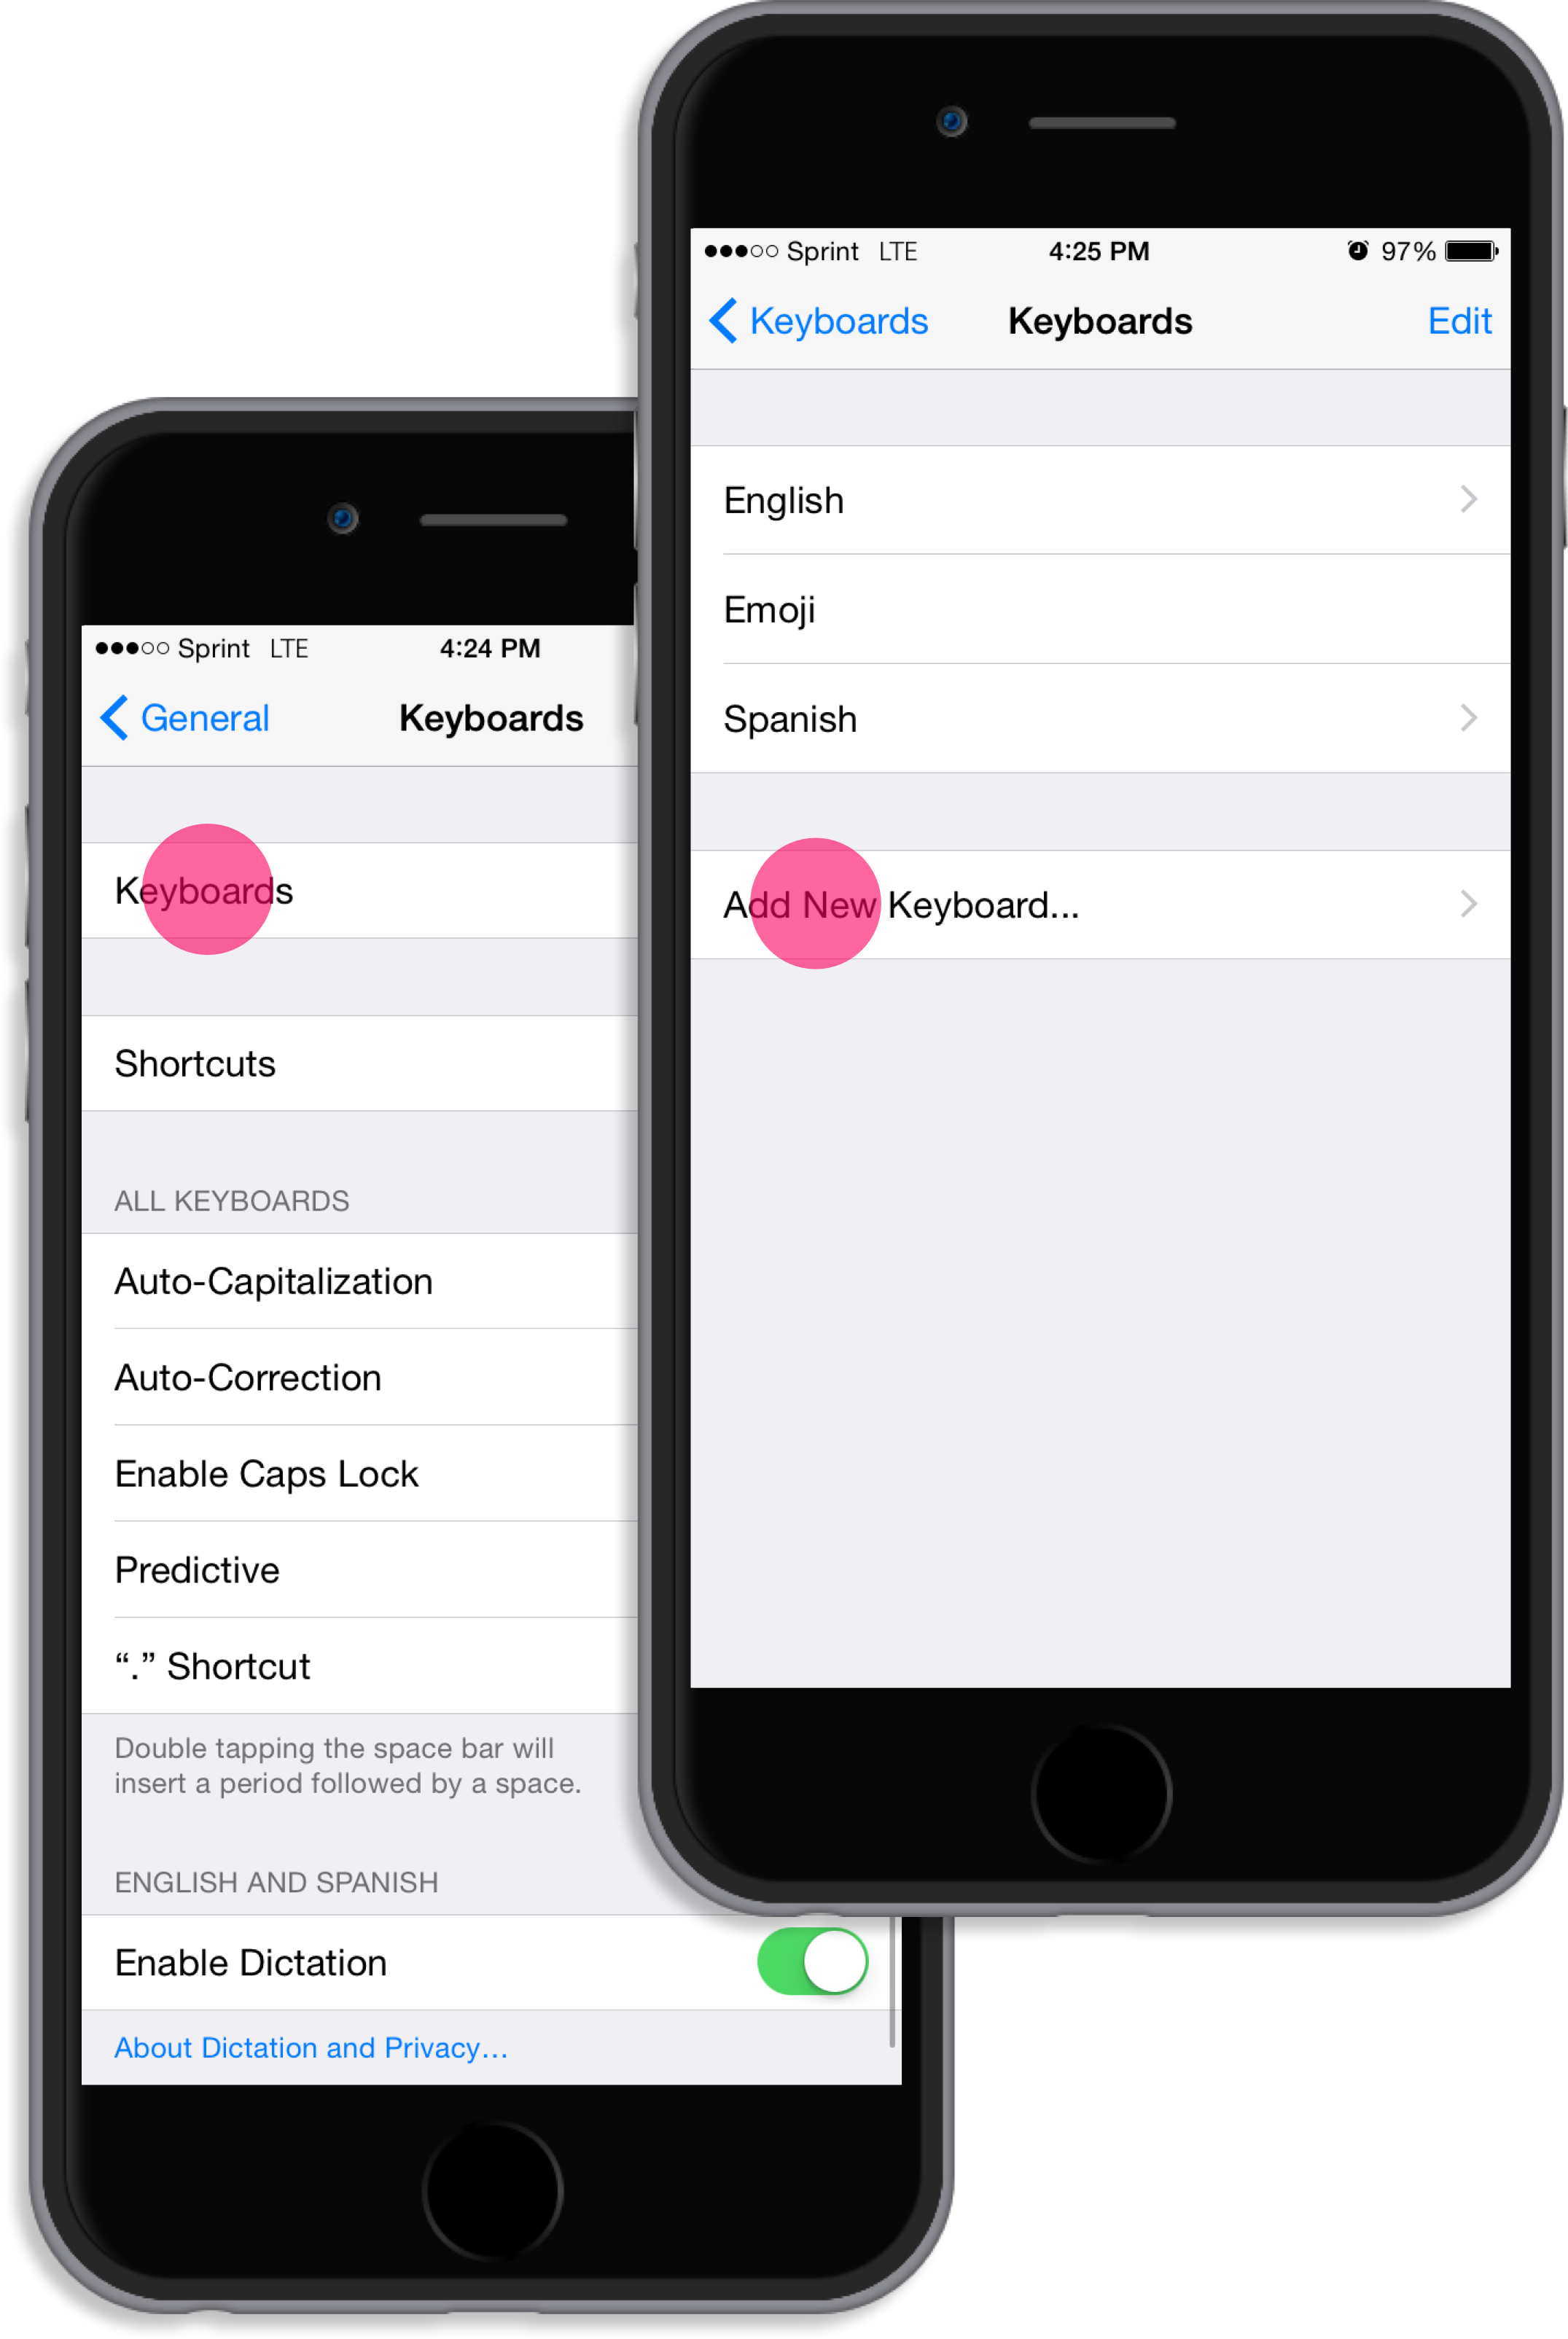 Sprint LTE 4:24 PM
General Keyboards
Keyboards
Shortcuts
ALL KEYBOARDS
Auto-Capitalization
Auto-Correction
Enable Caps Lock
Predictive
“.” Shortcut
Double tapping the space bar will
insert a period followed by a space.
ENGLISH AND SPANISH
Enable Dictation
About Dictation and Privacy...
Sprint LTE 4:25 PM 97%
Keyboards Keyboards Edit
English
Emoji
Spanish
Add New Keyboard...